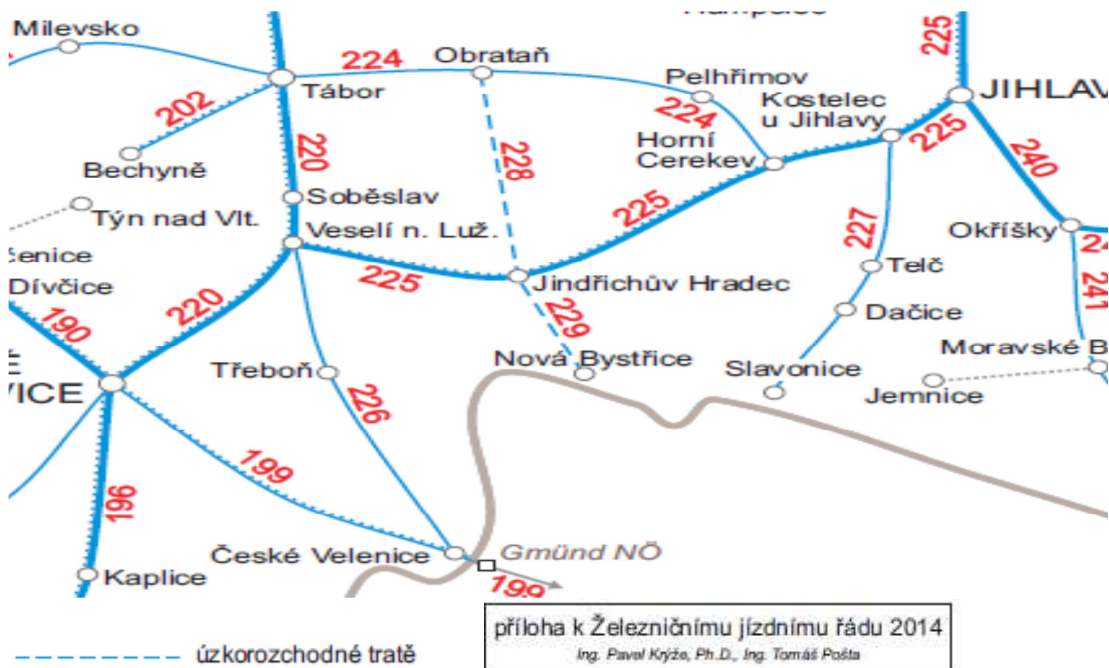 Milevsko
224
Obrataň
225
Pelhřimov
JIHLAV
Tábor
202
224
Kostelec
u Jihlavy
225
Bechyně
220
228
Horní
Cerekev
240
Soběslav
Týn nad Vlt.
Veselí n. Luž.
225
227
Okříšky
24
čenice
Dívčice
225
Jindřichův Hradec
Telč
241
220
190
229
Dačice
Nová Bystřice
Moravské B
VICE
Třeboň
Slavonice
Jemnice
226
199
196
České Velenice
Gmünd NÖ
Kaplice
199
příloha k Železničnímu jízdnímu řádu 2014
Ing. Pavel Krýže, Ph.D., Ing. Tomáš Pošta
úzkorozchodné tratě